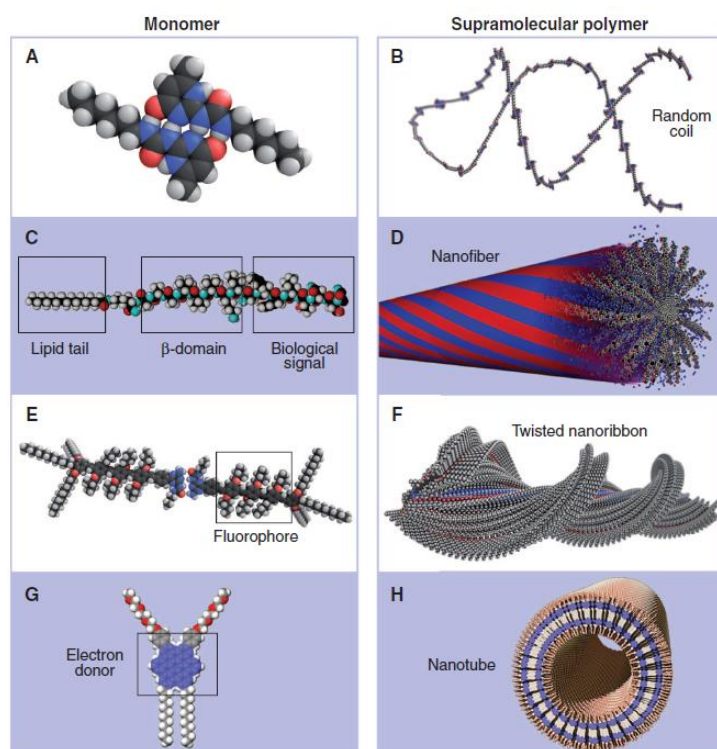 Monomer
Supramolecular polymer
A
B
Random
coil
C
Lipid tail
β-domain
Biological
signal
D
Nanofiber
E
Fluorophore
F
Twisted nanoribbon
G
Electron
donor
H
Nanotube